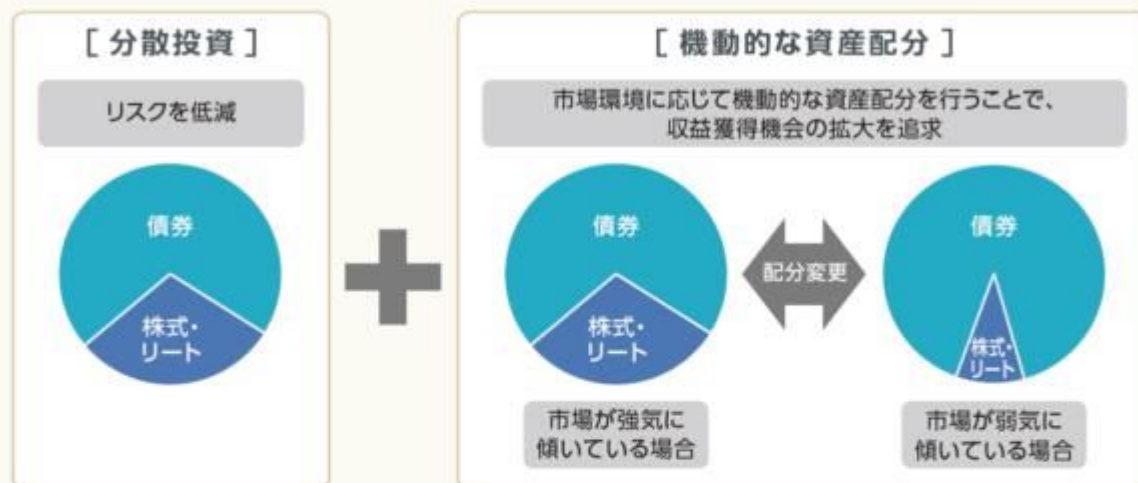 [ 分散投資 ]
リスクを低減
債券
株式・
リート
[ 機動的な資産配分 ]
市場環境に応じて機動的な資産配分を行うことで、
収益獲得機会の拡大を追求
債券
株式・
リート
市場が強気に
傾いている場合
配分変更
債券
株式・
リート
市場が弱気に
傾いている場合